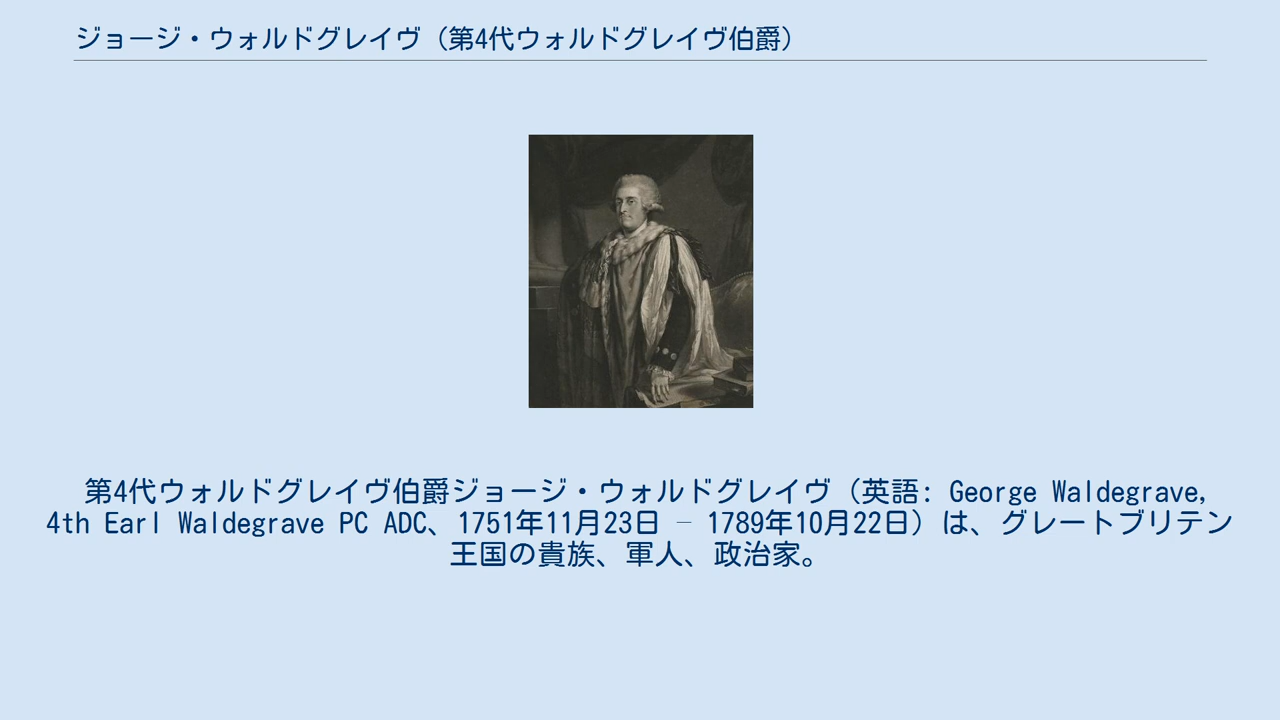 ジョージ・ウォルドグレイヴ（第4代ウォルドグレイヴ伯爵）
第4代ウォルドグレイヴ伯爵ジョージ・ウォルドグレイヴ（英語: George Waldegrave,
4th Earl Waldegrave PC ADC、1751年11月23日 – 1789年10月22日）は、グレートブリテン
王国の貴族、軍人、政治家。